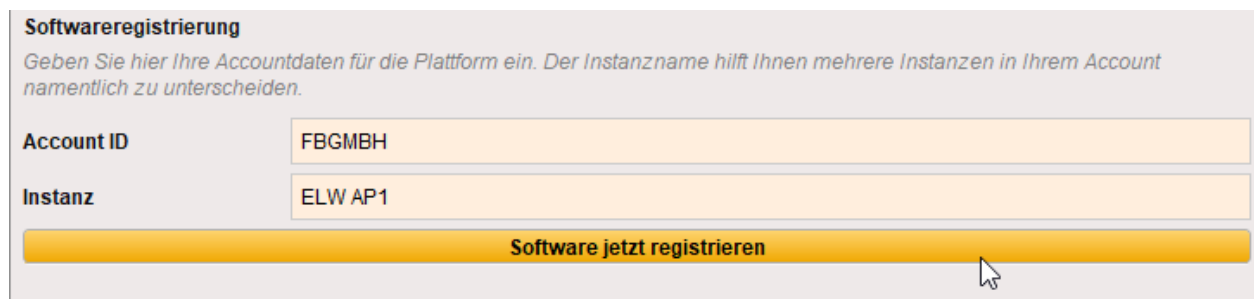 Softwareregistrierung
Geben Sie hier Ihre Accountdaten für die Plattform ein. Der Instanzname hilft Ihnen mehrere Instanzen in Ihrem Account
namentlich zu unterscheiden.
Account ID FBGMBH
Instanz ELW AP1
Software jetzt registrieren